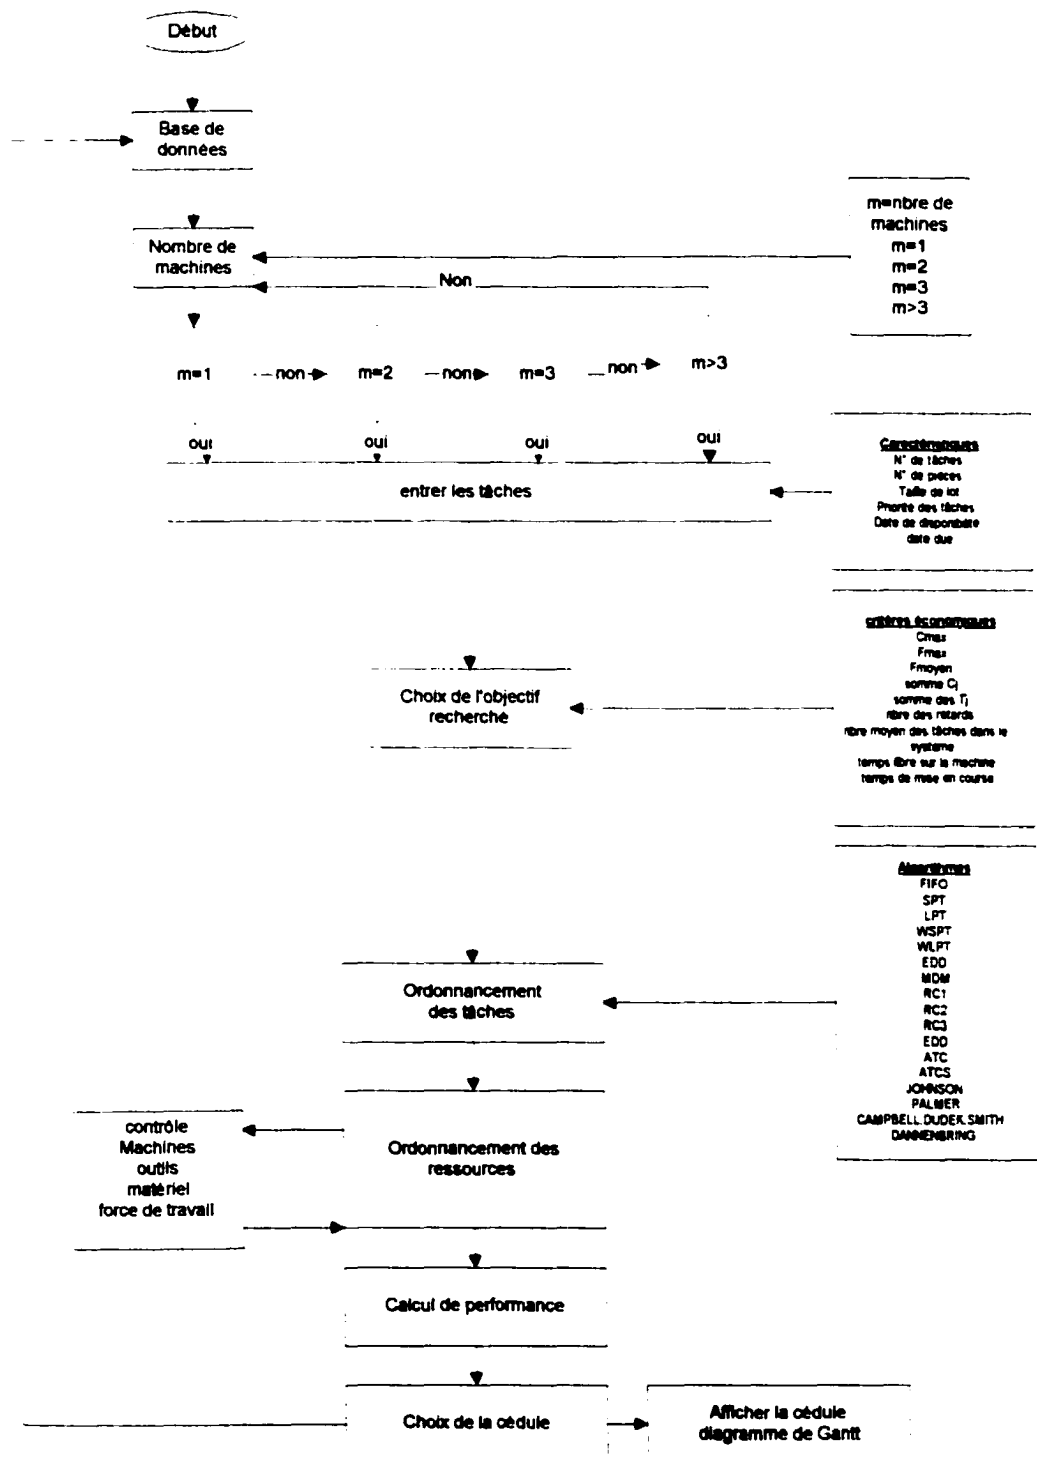 Début
Base de
données
Nombre de
machines
m=nbre de
machines
m=1
m=2
m=3
m>3
Non
m=1
non
m=2
non
m=3
non
m>3
oui
oui
oui
oui
entrer les tâches
Caractéristiques
N° de tâches
N° de pièces
Taille de lot
Priorité des tâches
Date de disponibilité
date due
critères économiques
Cmax
Fmax
Fmoyen
somme Cj
somme des Tj
nbre des retards
nbre moyen des tâches dans le
système
temps libre sur la machine
temps de mise en course
Choix de l'objectif
recherché
Algorithmes
FIFO
SPT
LPT
WSPT
WLPT
EDD
MDM
RC1
RC2
RC3
EDD
ATC
ATCS
JOHNSON
PALMER
CAMPBELL.DUDEK.SMITH
DANNENBRING
Ordonnancement
des tâches
contrôle
Machines
outils
matériel
force de travail
Ordonnancement des
ressources
Calcul de performance
Choix de la cédule
Afficher la cédule
diagramme de Gantt